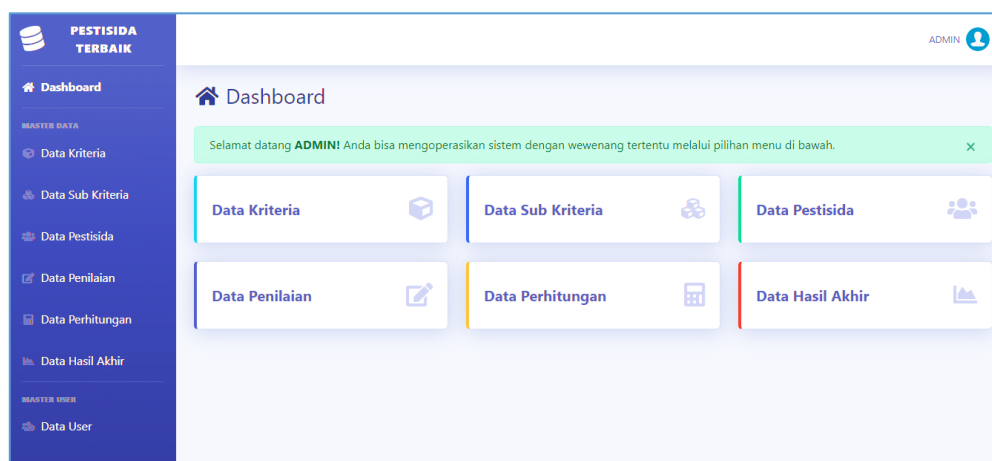 PESTISIDA
TERBAIK
Dashboard
MASTER DATA
Data Kriteria
Data Sub Kriteria
Data Pestisida
Data Penilaian
Data Perhitungan
Data Hasil Akhir
MASTER USER
Data User
ADMIN
Dashboard
Selamat datang ADMIN! Anda bisa mengoperasikan sistem dengan wewenang tertentu melalui pilihan menu di bawah. ×
Data Kriteria
Data Sub Kriteria
Data Pestisida
Data Penilaian
Data Perhitungan
Data Hasil Akhir